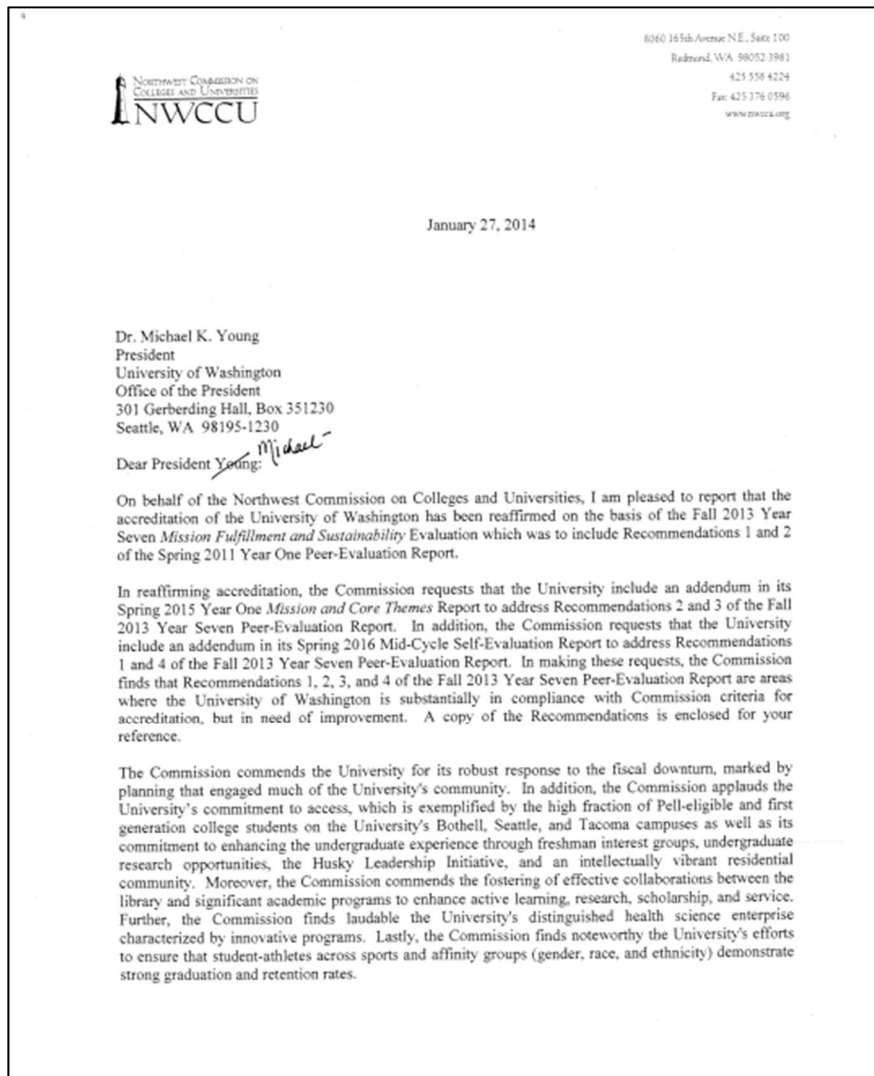 8060 165th Avenue N.E., Suite 100
Redmond, WA 98052-3981
425 558 4224
Fax: 425 376 0596
www.nwccu.org
NORTHWEST COMMISSION ON
COLLEGES AND UNIVERSITIES
NWCCU
January 27, 2014
Dr. Michael K. Young
President
University of Washington
Office of the President
301 Gerberding Hall, Box 351230
Seattle, WA 98195-1230
Dear President Young: Michael-
On behalf of the Northwest Commission on Colleges and Universities, I am pleased to report that the
accreditation of the University of Washington has been reaffirmed on the basis of the Fall 2013 Year
Seven Mission Fulfillment and Sustainability Evaluation which was to include Recommendations 1 and 2
of the Spring 2011 Year One Peer-Evaluation Report.
In reaffirming accreditation, the Commission requests that the University include an addendum in its
Spring 2015 Year One Mission and Core Themes Report to address Recommendations 2 and 3 of the Fall
2013 Year Seven Peer-Evaluation Report. In addition, the Commission requests that the University
include an addendum in its Spring 2016 Mid-Cycle Self-Evaluation Report to address Recommendations
1 and 4 of the Fall 2013 Year Seven Peer-Evaluation Report. In making these requests, the Commission
finds that Recommendations 1, 2, 3, and 4 of the Fall 2013 Year Seven Peer-Evaluation Report are areas
where the University of Washington is substantially in compliance with Commission criteria for
accreditation, but in need of improvement. A copy of the Recommendations is enclosed for your
reference.
The Commission commends the University for its robust response to the fiscal downturn, marked by
planning that engaged much of the University's community. In addition, the Commission applauds the
University's commitment to access, which is exemplified by the high fraction of Pell-eligible and first
generation college students on the University's Bothell, Seattle, and Tacoma campuses as well as its
commitment to enhancing the undergraduate experience through freshman interest groups, undergraduate
research opportunities, the Husky Leadership Initiative, and an intellectually vibrant residential
community. Moreover, the Commission commends the fostering of effective collaborations between the
library and significant academic programs to enhance active learning, research, scholarship, and service.
Further, the Commission finds laudable the University's distinguished health science enterprise
characterized by innovative programs. Lastly, the Commission finds noteworthy the University's efforts
to ensure that student-athletes across sports and affinity groups (gender, race, and ethnicity) demonstrate
strong graduation and retention rates.